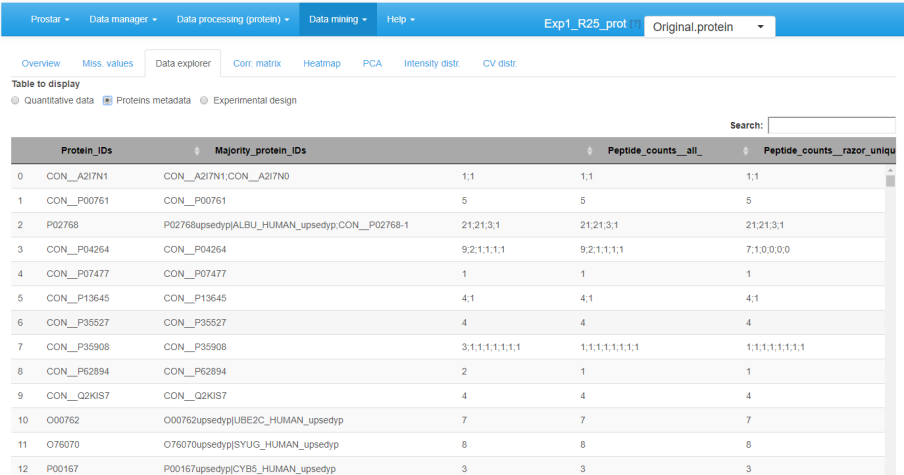 Prostar Data manager Data processing (protein) Data mining Help Exp1_R25_prot [?] Original.protein
Overview Miss. values Data explorer Corr. matrix Heatmap PCA Intensity distr. CV distr.
Table to display
Quantitative data Proteins metadata Experimental design
Search:
Protein_IDs Majority_protein_IDs Peptide_counts__all_ Peptide_counts__razor_uniqu
0 CON__A2I7N1 CON__A2I7N1;CON__A2I7N0 1;1 1;1 1;1
1 CON__P00761 CON__P00761 5 5 5
2 P02768 P02768upsedyp|ALBU_HUMAN_upsedyp;CON__P02768-1 21;21;3;1 21;21;3;1 21;21;3;1
3 CON__P04264 CON__P04264 9;2;1;1;1;1 9;2;1;1;1;1 7;1;0;0;0;0
4 CON__P07477 CON__P07477 1 1 1
5 CON__P13645 CON__P13645 4;1 4;1 4;1
6 CON__P35527 CON__P35527 4 4 4
7 CON__P35908 CON__P35908 3;1;1;1;1;1;1;1 1;1;1;1;1;1;1;1 1;1;1;1;1;1;1;1
8 CON__P62894 CON__P62894 2 1 1
9 CON__Q2KIS7 CON__Q2KIS7 4 4 4
10 O00762 O00762upsedyp|UBE2C_HUMAN_upsedyp 7 7 7
11 O76070 O76070upsedyp|SYUG_HUMAN_upsedyp 8 8 8
12 P00167 P00167upsedyp|CYB5_HUMAN_upsedyp 3 3 3